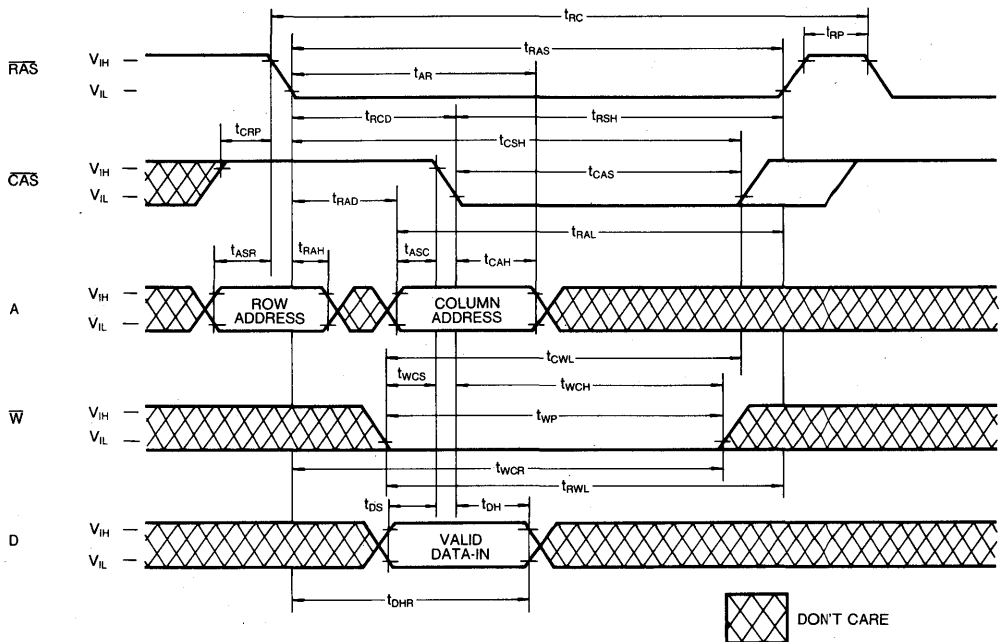 tRC
tRP
tRAS
RAS
VIH
VIL
tAR
tRCD
tRSH
tCRP
tCSH
CAS
VIH
VIL
tCAS
tRAD
tRAL
tASR
tRAH
tASC
tCAH
A
VIH
VIL
ROW
ADDRESS
COLUMN
ADDRESS
tCWL
tWCS
tWCH
W
VIH
VIL
tWP
tWCR
tRWL
tDS
tDH
D
VIH
VIL
VALID
DATA-IN
tDHR
DON'T CARE